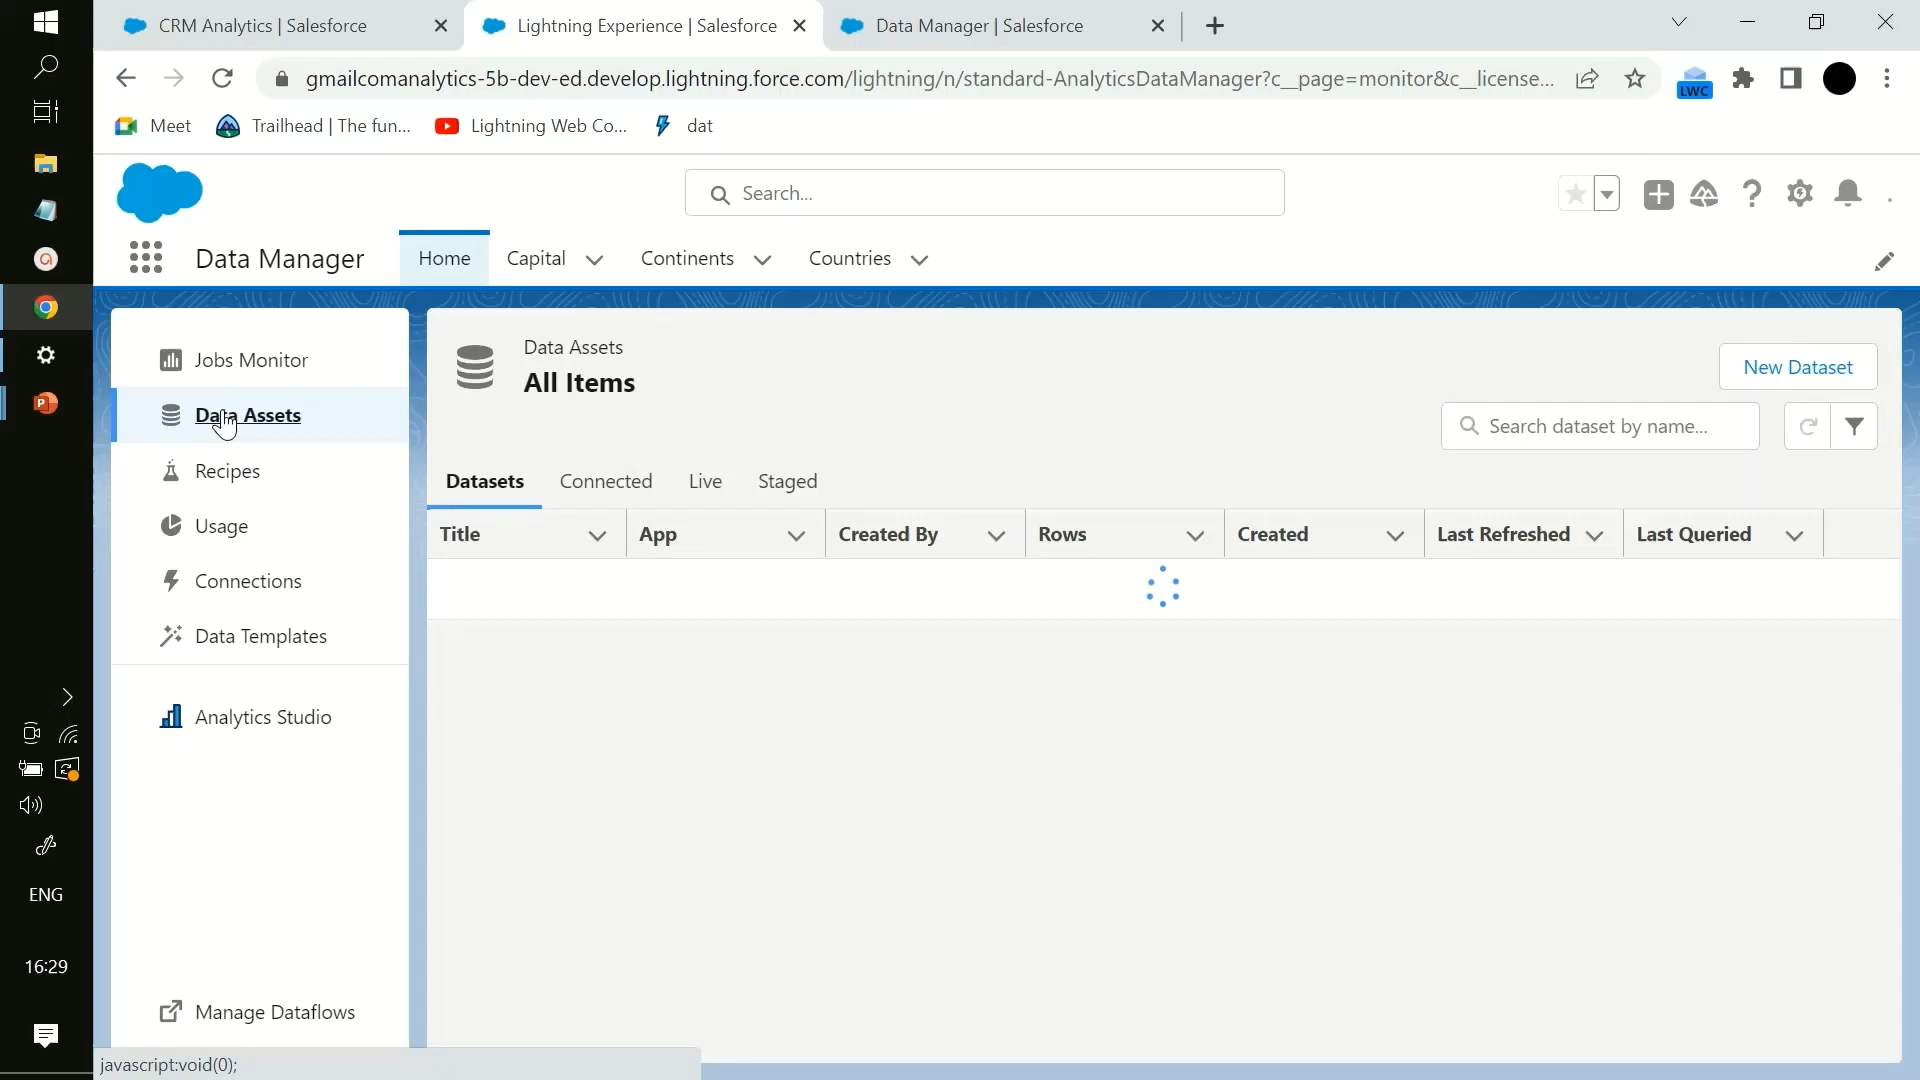 CRM Analytics | Salesforce
Lightning Experience | Salesforce
Data Manager | Salesforce
gmailcomanalytics-5b-dev-ed.develop.lightning.force.com/lightning/n/standard-AnalyticsDataManager?c__page=monitor&c__license...
LWC
Meet
Trailhead | The fun...
Lightning Web Co...
dat
Search...
Data Manager
Home
Capital
Continents
Countries
Jobs Monitor
Data Assets
Recipes
Usage
Connections
Data Templates
Analytics Studio
Manage Dataflows
Data Assets
All Items
New Dataset
Search dataset by name...
Datasets Connected Live Staged
Title App Created By Rows Created Last Refreshed Last Queried
ENG
16:29
javascript:void(0);